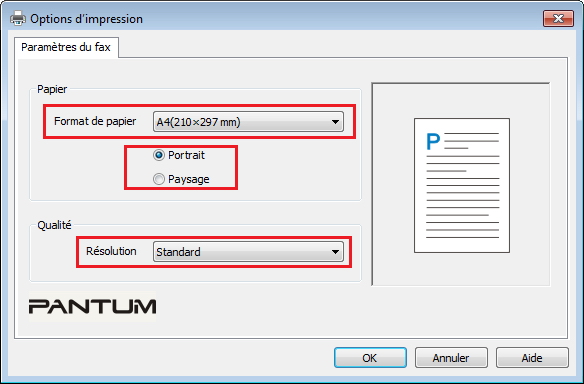 Options d'impression
Paramètres du fax
Papier
Format de papier A4(210×297 mm)
Portrait
Paysage
P
Qualité
Résolution Standard
PANTUM
OK Annuler Aide